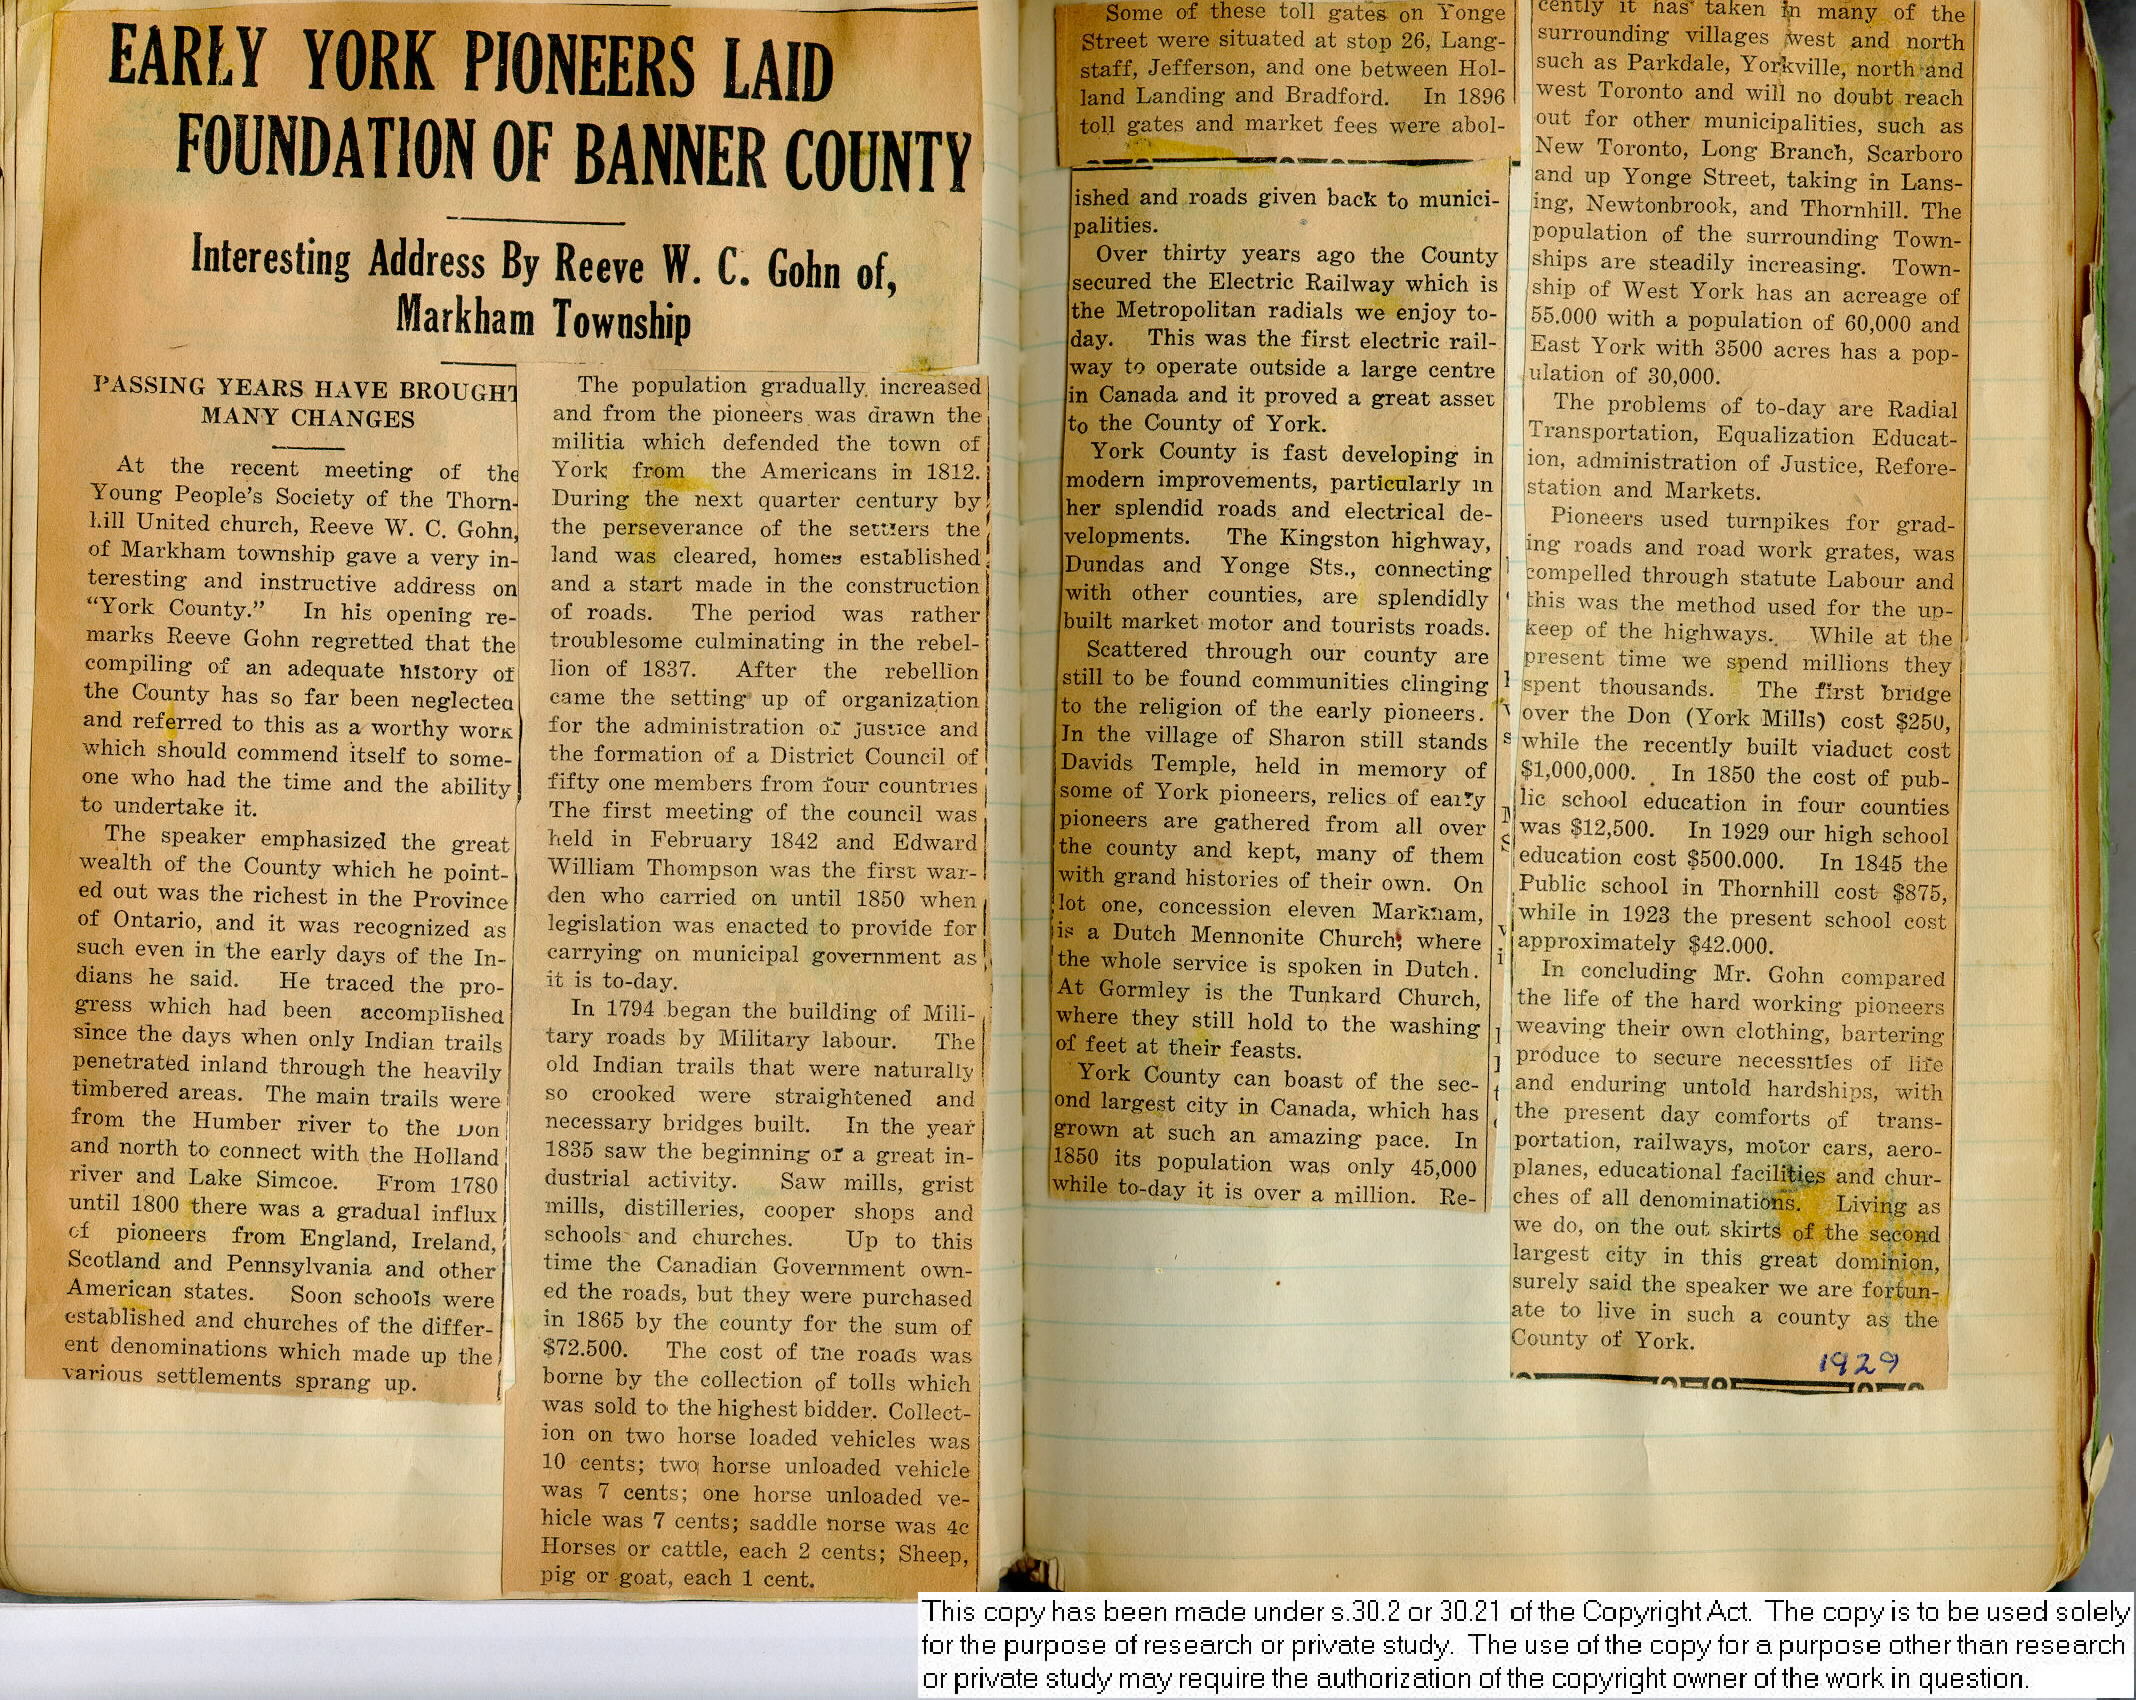 EARLY YORK PIONEERS LAID
FOUNDATION OF BANNER COUNTY
Interesting Address By Reeve W. C. Gohn of,
Markham Township
PASSING YEARS HAVE BROUGHT
MANY CHANGES
At the recent meeting of the
Young People's Society of the Thorn-
hill United church, Reeve W. C. Gohn,
of Markham township gave a very in-
teresting and instructive address on
"York County." In his opening re-
marks Reeve Gohn regretted that the
compiling of an adequate history of
the County has so far been neglected
and referred to this as a worthy work
which should commend itself to some-
one who had the time and the ability
to undertake it.
The speaker emphasized the great
wealth of the County which he point-
ed out was the richest in the Province
of Ontario, and it was recognized as
such even in the early days of the In-
dians he said. He traced the pro-
gress which had been accomplished
since the days when only Indian trails
penetrated inland through the heavily
timbered areas. The main trails were
from the Humber river to the Don
and north to connect with the Holland
river and Lake Simcoe. From 1780
until 1800 there was a gradual influx
of pioneers from England, Ireland,
Scotland and Pennsylvania and other
American states. Soon schools were
established and churches of the differ-
ent denominations which made up the
various settlements sprang up.
The population gradually increased
and from the pioneers was drawn the
militia which defended the town of
York from the Americans in 1812.
During the next quarter century by
the perseverance of the settlers the
land was cleared, homes established
and a start made in the construction
of roads. The period was rather
troublesome culminating in the rebel-
lion of 1837. After the rebellion
came the setting up of organization
for the administration of justice and
the formation of a District Council of
fifty one members from four countries
The first meeting of the council was
held in February 1842 and Edward
William Thompson was the first war-
den who carried on until 1850 when
legislation was enacted to provide for
carrying on municipal government as
it is to-day.
In 1794 began the building of Mili-
tary roads by Military labour. The
old Indian trails that were naturally
so crooked were straightened and
necessary bridges built. In the year
1835 saw the beginning of a great in-
dustrial activity. Saw mills, grist
mills, distilleries, cooper shops and
schools and churches. Up to this
time the Canadian Government own-
ed the roads, but they were purchased
in 1865 by the county for the sum of
$72.500. The cost of the roads was
borne by the collection of tolls which
was sold to the highest bidder. Collect-
ion on two horse loaded vehicles was
10 cents; two horse unloaded vehicle
was 7 cents; one horse unloaded ve-
hicle was 7 cents; saddle horse was 4c
Horses or cattle, each 2 cents; Sheep,
pig or goat, each 1 cent.
Some of these toll gates on Yonge
Street were situated at stop 26, Lang-
staff, Jefferson, and one between Hol-
land Landing and Bradford. In 1896
toll gates and market fees were abol-
ished and roads given back to munici-
palities.
Over thirty years ago the County
secured the Electric Railway which is
the Metropolitan radials we enjoy to-
day. This was the first electric rail-
way to operate outside a large centre
in Canada and it proved a great asset
to the County of York.
York County is fast developing in
modern improvements, particularly in
her splendid roads and electrical de-
velopments. The Kingston highway,
Dundas and Yonge Sts., connecting
with other counties, are splendidly
built market motor and tourists roads.
Scattered through our county are
still to be found communities clinging
to the religion of the early pioneers.
In the village of Sharon still stands
Davids Temple, held in memory of
some of York pioneers, relics of early
pioneers are gathered from all over
the county and kept, many of them
with grand histories of their own. On
lot one, concession eleven Markham,
is a Dutch Mennonite Church; where
the whole service is spoken in Dutch.
At Gormley is the Tunkard Church,
where they still hold to the washing
of feet at their feasts.
York County can boast of the sec-
ond largest city in Canada, which has
grown at such an amazing pace. In
1850 its population was only 45,000
while to-day it is over a million. Re-
cently it has taken in many of the
surrounding villages west and north
such as Parkdale, Yorkville, north and
west Toronto and will no doubt reach
out for other municipalities, such as
New Toronto, Long Branch, Scarboro
and up Yonge Street, taking in Lans-
ing, Newtonbrook, and Thornhill. The
population of the surrounding Town-
ships are steadily increasing. Town-
ship of West York has an acreage of
55.000 with a population of 60,000 and
East York with 3500 acres has a pop-
ulation of 30,000.
The problems of to-day are Radial
Transportation, Equalization Educat-
ion, administration of Justice, Refore-
station and Markets.
Pioneers used turnpikes for grad-
ing roads and road work grates, was
compelled through statute Labour and
this was the method used for the up-
keep of the highways. While at the
present time we spend millions they
spent thousands. The first bridge
over the Don (York Mills) cost $250,
while the recently built viaduct cost
$1,000,000. In 1850 the cost of pub-
lic school education in four counties
was $12,500. In 1929 our high school
education cost $500.000. In 1845 the
Public school in Thornhill cost $875,
while in 1923 the present school cost
approximately $42.000.
In concluding Mr. Gohn compared
the life of the hard working pioneers
weaving their own clothing, bartering
produce to secure necessities of life
and enduring untold hardships, with
the present day comforts of trans-
portation, railways, motor cars, aero-
planes, educational facilities and chur-
ches of all denominations. Living as
we do, on the out skirts of the second
largest city in this great dominion,
surely said the speaker we are fortun-
ate to live in such a county as the
County of York.
1929
This copy has been made under s.30.2 or 30.21 of the Copyright Act. The copy is to be used solely
for the purpose of research or private study. The use of the copy for a purpose other than research
or private study may require the authorization of the copyright owner of the work in question.